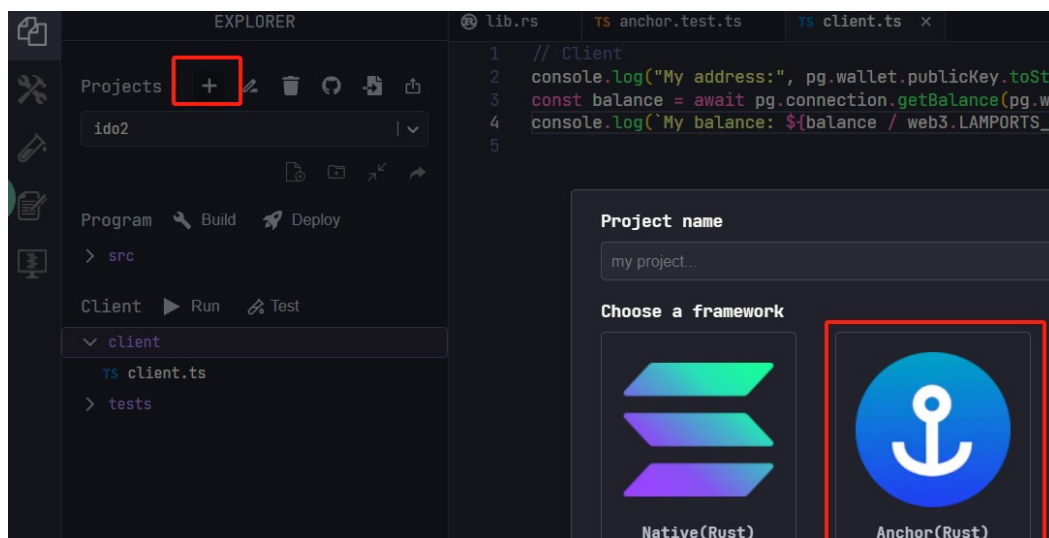 EXPLORER
Projects
ido2
Program Build Deploy
src
Client Run Test
client
TS client.ts
tests
lib.rs TS anchor.test.ts TS client.ts ×
1 // Client
2 console.log("My address:", pg.wallet.publicKey.toSt
3 const balance = await pg.connection.getBalance(pg.w
4 console.log(`My balance: ${balance / web3.LAMPORTS_
5
Project name
my project...
Choose a framework
Native(Rust) Anchor(Rust)